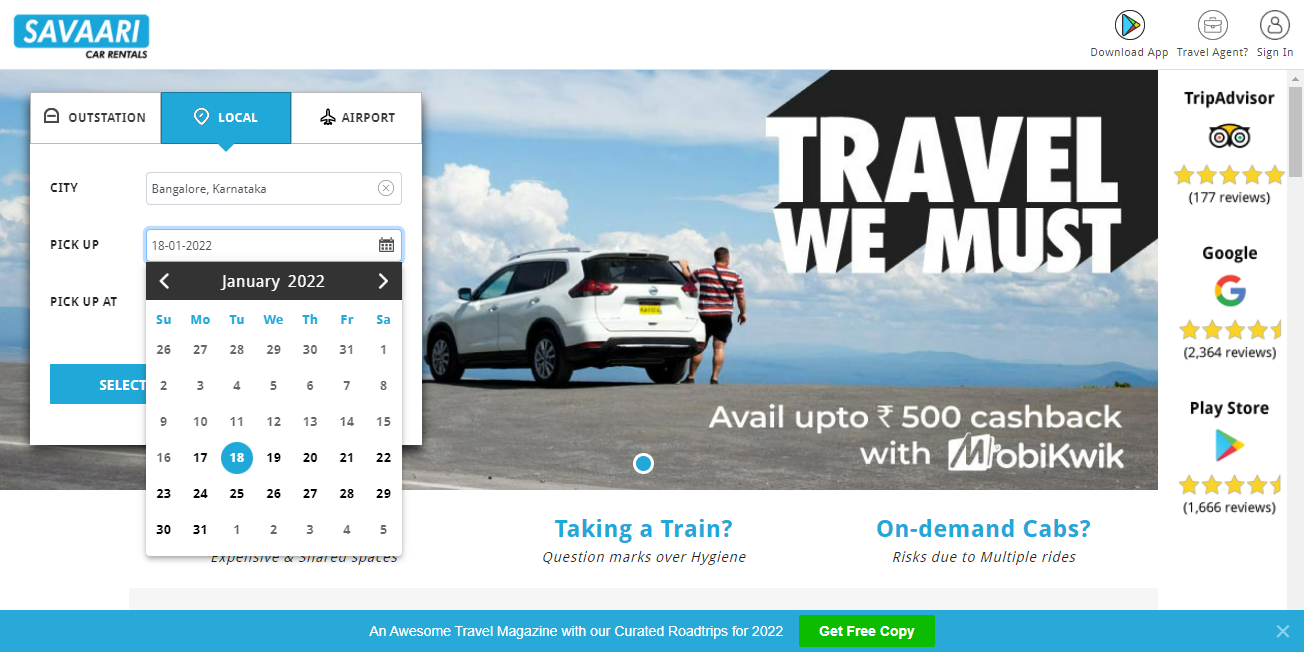 SAVAARI
CAR RENTALS
Download App
Travel Agent?
Sign In
OUTSTATION
LOCAL
AIRPORT
CITY
Bangalore, Karnataka
PICK UP
18-01-2022
PICK UP AT
SELECT
January 2022
Su Mo Tu We Th Fr Sa
26 27 28 29 30 31 1
2 3 4 5 6 7 8
9 10 11 12 13 14 15
16 17 18 19 20 21 22
23 24 25 26 27 28 29
30 31 1 2 3 4 5
TRAVEL
WE MUST
Avail upto ₹ 500 cashback
with MobiKwik
TripAdvisor
(177 reviews)
Google
(2,364 reviews)
Play Store
(1,666 reviews)
Expensive & Shared spaces
Taking a Train?
Question marks over Hygiene
On-demand Cabs?
Risks due to Multiple rides
An Awesome Travel Magazine with our Curated Roadtrips for 2022
Get Free Copy